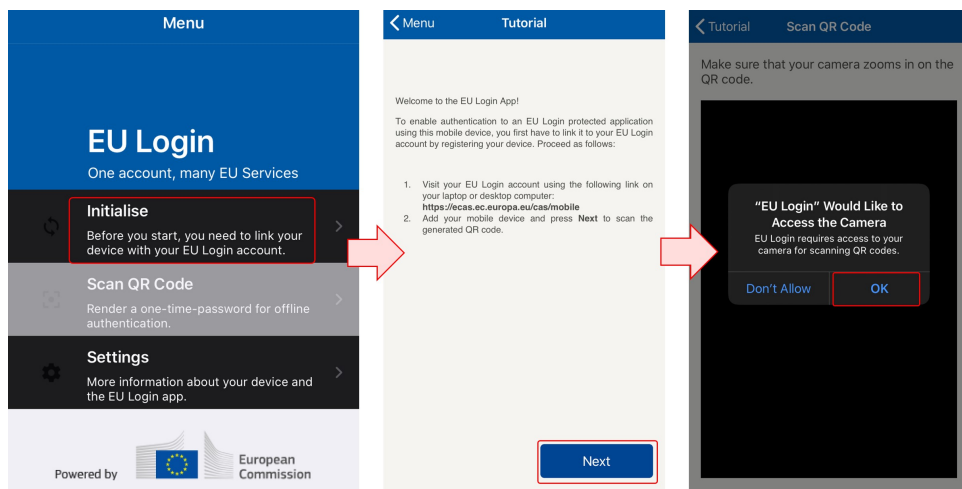 Menu
EU Login
One account, many EU Services
Initialise
Before you start, you need to link your
device with your EU Login account.
Scan QR Code
Render a one-time-password for offline
authentication.
Settings
More information about your device and
the EU Login app.
Powered by
European
Commission
Menu
Tutorial
Welcome to the EU Login App!
To enable authentication to an EU Login protected application
using this mobile device, you first have to link it to your EU Login
account by registering your device. Proceed as follows:
1. Visit your EU Login account using the following link on
your laptop or desktop computer:
https://ecas.ec.europa.eu/cas/mobile
2. Add your mobile device and press Next to scan the
generated QR code.
Next
Tutorial
Scan QR Code
Make sure that your camera zooms in on the
QR code.
“EU Login” Would Like to
Access the Camera
EU Login requires access to your
camera for scanning QR codes.
Don’t Allow
OK